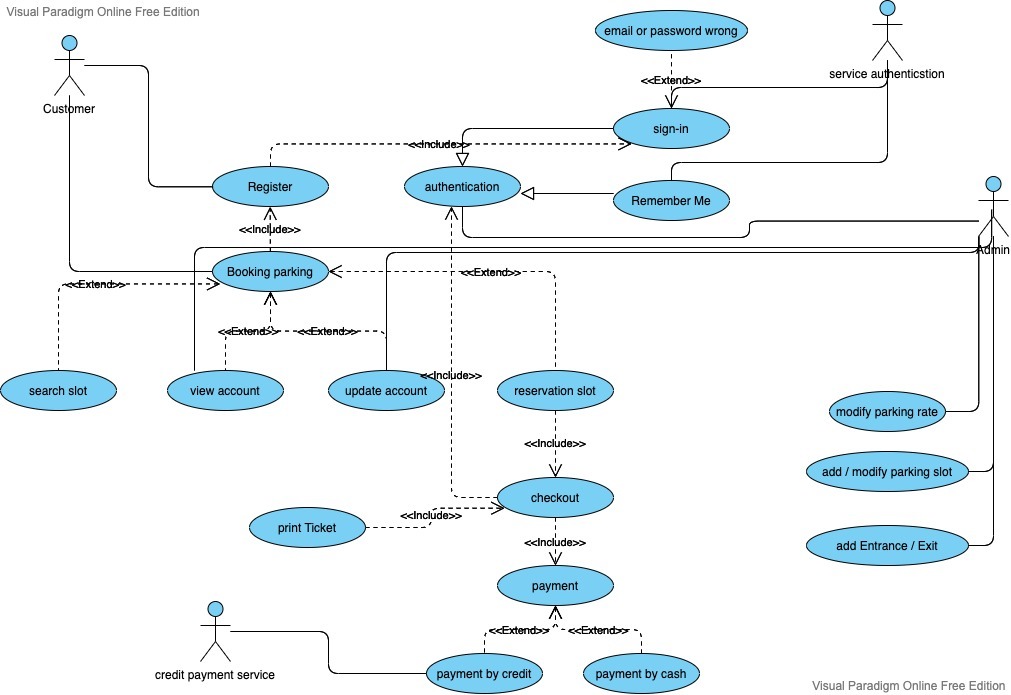 Visual Paradigm Online Free Edition
email or password wrong
service authenticstion
<<Extend>>
Customer
sign-in
<<Include>>
Register
authentication
Remember Me
<<Include>>
Admin
Booking parking
<<Extend>>
<<Extend>>
<<Extend>>
<<Extend>>
<<Include>>
search slot
view account
update account
reservation slot
modify parking rate
<<Include>>
add / modify parking slot
checkout
<<Include>>
print Ticket
<<Include>>
add Entrance / Exit
payment
<<Extend>>
<<Extend>>
credit payment service
payment by credit
payment by cash
Visual Paradigm Online Free Edition